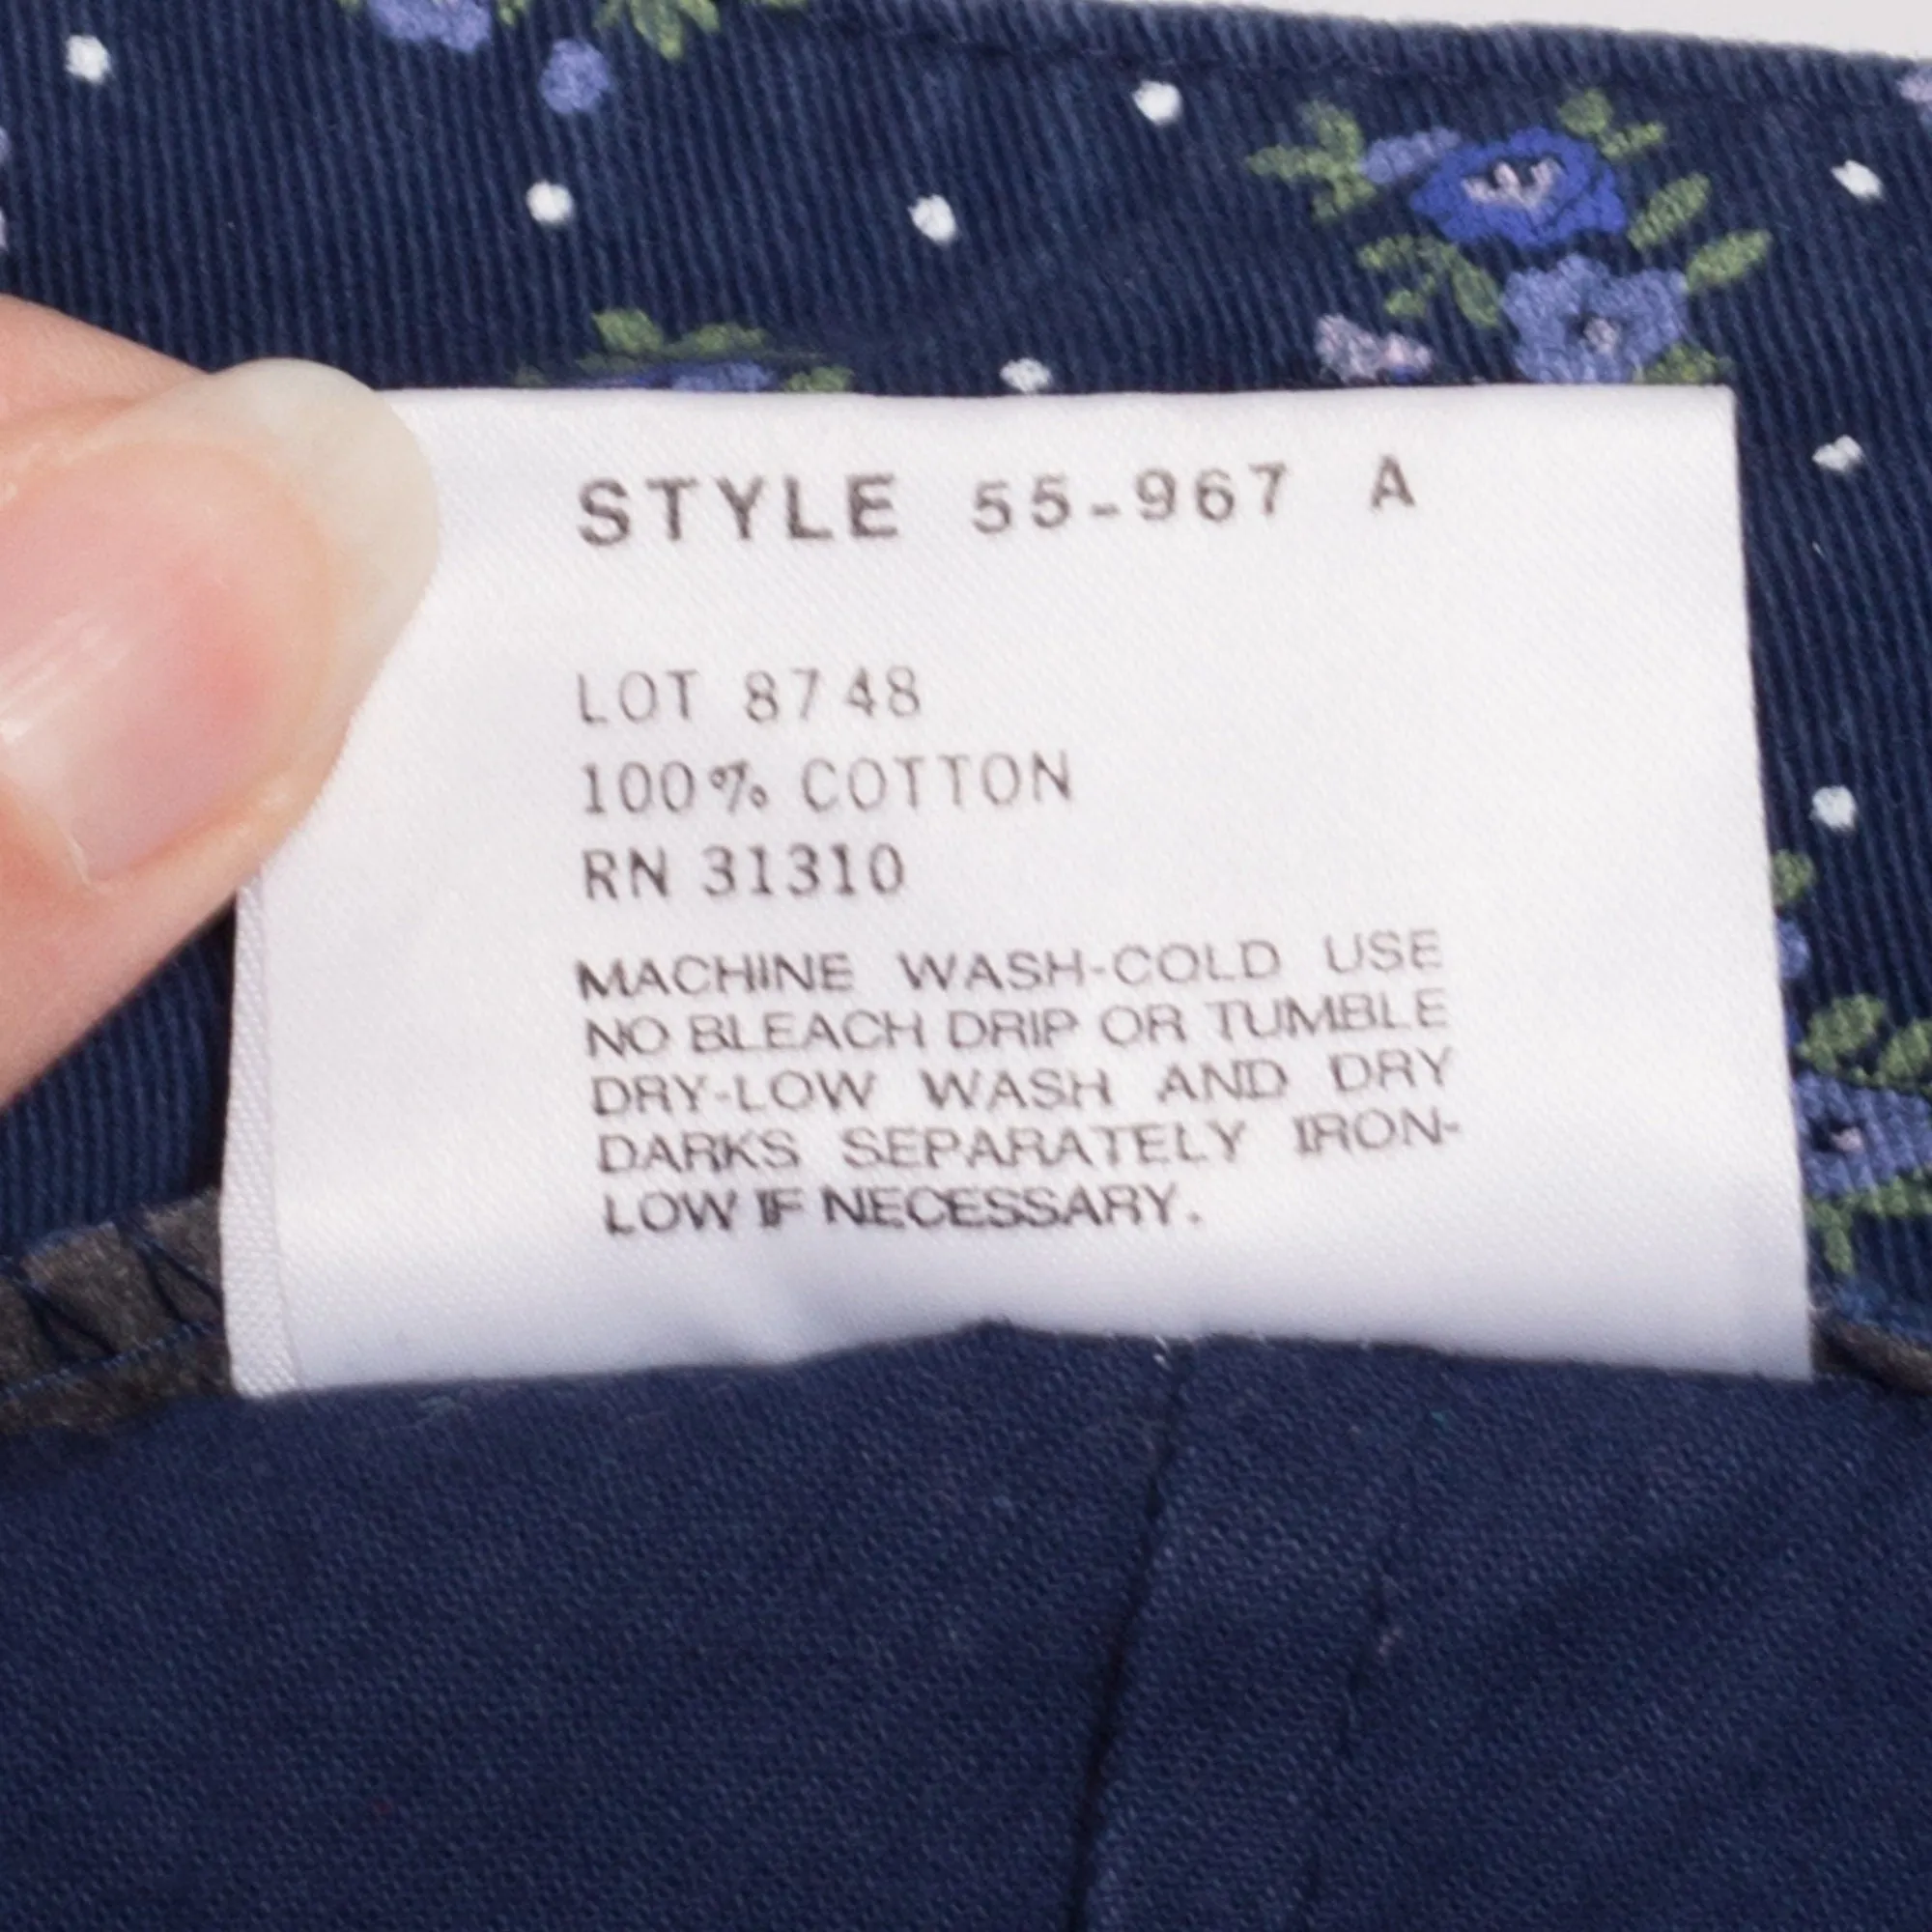 STYLE 55-967 A
LOT 8748
100% COTTON
RN 31310
MACHINE WASH-COLD USE
NO BLEACH DRIP OR TUMBLE
DRY-LOW WASH AND DRY
DARKS SEPARATELY IRON-
LOW IF NECESSARY.